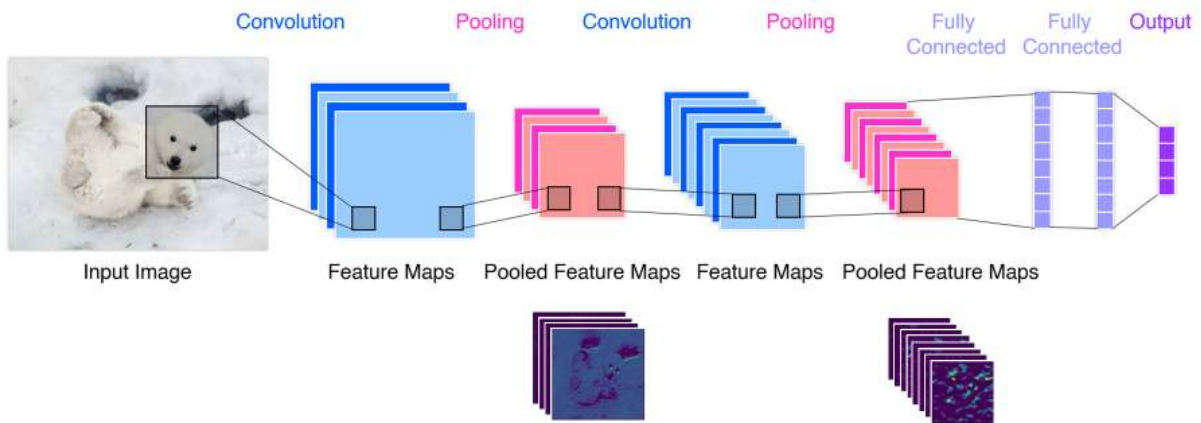 Convolution
Pooling
Convolution
Pooling
Fully
Connected
Fully
Connected
Output
Input Image
Feature Maps
Pooled Feature Maps
Feature Maps
Pooled Feature Maps